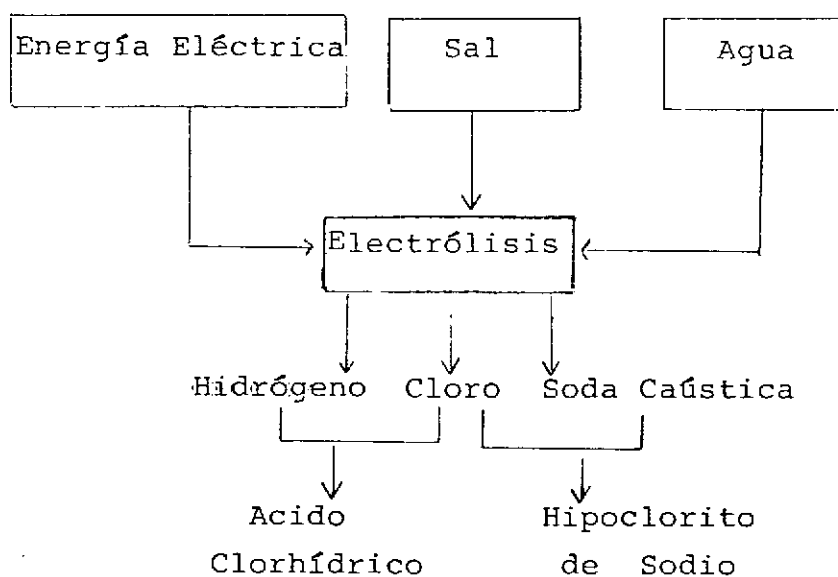 Energía Eléctrica
Sal
Agua
Electrólisis
Hidrógeno Cloro Soda Caústica
Acido Hipoclorito
Clorhídrico de Sodio